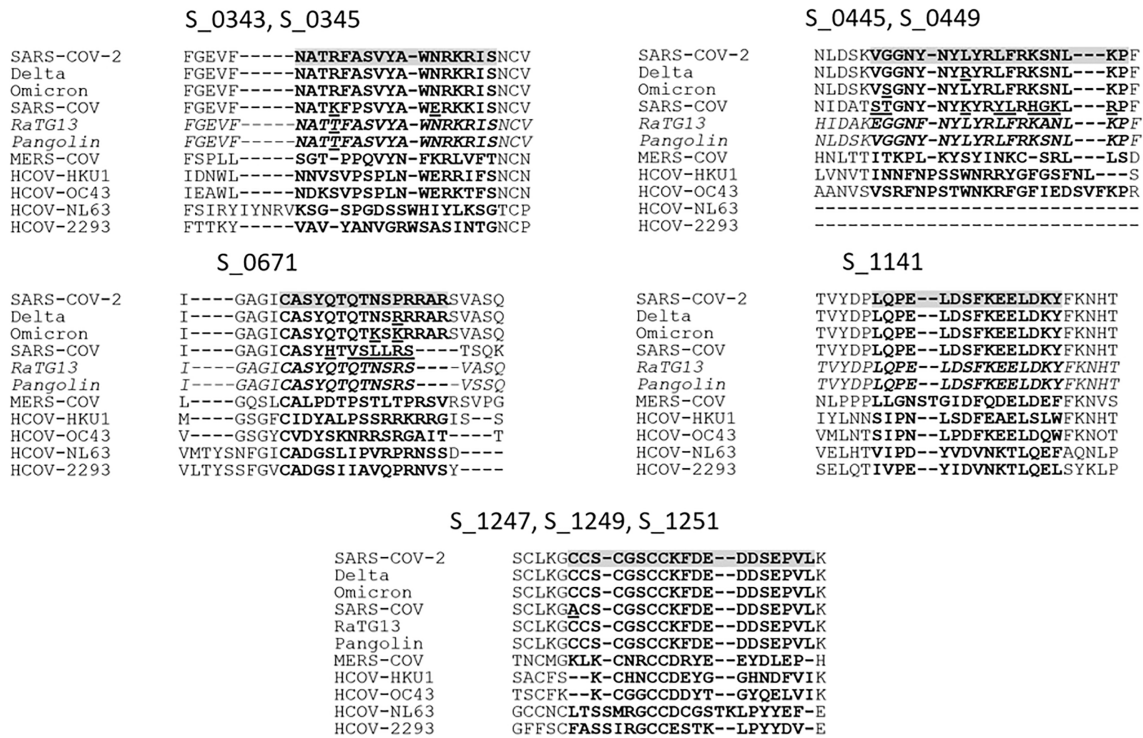 S_0343, S_0345
SARS-COV-2 FGEVF-----NATRFASVYA-WNRKRISNCV
Delta FGEVF-----NATRFASVYA-WNRKRISNCV
Omicron FGEVF-----NATRFASVYA-WNRKRISNCV
SARS-COV FGEVF-----NATKFPSVYA-WERKKISNCV
RaTG13 FGEVF-----NATTFASVYA-WNRKRISNCV
Pangolin FGEVF-----NATTFASVYA-WNRKRISNCV
MERS-COV FSPLL-----SGT-PPQVYN-FKRLVFTNCN
HCOV-HKU1 IDNWL-----NNVSVPSPLN-WERRIFSNCN
HCOV-OC43 IEAWL-----NDKSVPSPLN-WERKTFSNCN
HCOV-NL63 FSIRYIYNRVKSG-SPGDSSWHIYLKSGTCP
HCOV-2293 FTTKY-----VAV-YANVGRWSASINTGNCP
S_0445, S_0449
SARS-COV-2 NLDSKVGGNY-NYLYRLFRKSNL---KPF
Delta NLDSKVGGNY-NYRYRLFRKSNL---KPF
Omicron NLDSKVSGNY-NYLYRLFRKSNL---KPF
SARS-COV NIDATSTGNY-NYKYRYLRHGKL---RPF
RaTG13 HIDAKEGGNF-NYLYRLFRKANL---KPF
Pangolin NLDSKVGGNY-NYLYRLFRKSNL---KPF
MERS-COV HNLTTITKPL-KYSYINKC-SRL---LSD
HCOV-HKU1 LVNVTINNFNPSSWNRRYGFGSFNL---S
HCOV-OC43 AANVSVSRFNPSTWNKRFGFIEDSVFKPR
HCOV-NL63 -----------------------------
HCOV-2293 -----------------------------
S_0671
SARS-COV-2 I----GAGICASYQTQTNSPRRARSVASQ
Delta I----GAGICASYQTQTNSRRRARSVASQ
Omicron I----GAGICASYQTQTKSKRRARSVASQ
SARS-COV I----GAGICASYHTVSLLRS----TSQK
RaTG13 I----GAGICASYQTQTNSRS----VASQ
Pangolin I----GAGICASYQTQTNSRS----VSSQ
MERS-COV L----GQSLCALPDTPSTLTPRSVRSVPG
HCOV-HKU1 M----GSGFCIDYALPSSRRKRRGIS--S
HCOV-OC43 V----GSGYCVDYSKNRRSRGAIT----T
HCOV-NL63 VMTYSNFGICADGSLIPVRPRNSSD----
HCOV-2293 VLTYSSFGVCADGSIIAVQPRNVSY----
S_1141
SARS-COV-2 TVYDPLQPE--LDSFKEELDKYFKNHT
Delta TVYDPLQPE--LDSFKEELDKYFKNHT
Omicron TVYDPLQPE--LDSFKEELDKYFKNHT
SARS-COV TVYDPLQPE--LDSFKEELDKYFKNHT
RaTG13 TVYDPLQPE--LDSFKEELDKYFKNHT
Pangolin TVYDPLQPE--LDSFKEELDKYFKNHT
MERS-COV NLPPPLLGNSTGIDFQDELDEFFKNVS
HCOV-HKU1 IYLNNSIPN--LSDFEAELSLWFKNHT
HCOV-OC43 VMLNTSIPN--LPDFKEELDQWFKNOT
HCOV-NL63 VELHTVIPD--YVDVNKTLQEFAQNLP
HCOV-2293 SELQTIVPE--YIDVNKTLQELSYKLP
S_1247, S_1249, S_1251
SARS-COV-2 SCLKGCCS-CGSCCKFDE--DDSEPVLK
Delta SCLKGCCS-CGSCCKFDE--DDSEPVLK
Omicron SCLKGCCS-CGSCCKFDE--DDSEPVLK
SARS-COV SCLKGACS-CGSCCKFDE--DDSEPVLK
RaTG13 SCLKGCCS-CGSCCKFDE--DDSEPVLK
Pangolin SCLKGCCS-CGSCCKFDE--DDSEPVLK
MERS-COV TNCMGKLK-CNRCCDRYE--EYDLEP-H
HCOV-HKU1 SACFS--K-CHNCCDEYG--GHNDFVIK
HCOV-OC43 TSCFK--K-CGGCCDDYT--GYQELVIK
HCOV-NL63 GCCNCLTSSMRGCCDCGSTKLPYYEF-E
HCOV-2293 GFFSCFASSIRGCCESTK--LPYYDV-E